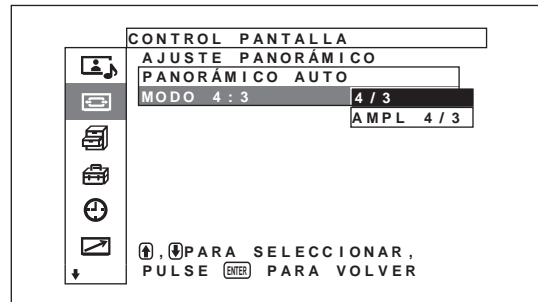 CONTROL PANTALLA
AJUSTE PANORÁMICO
PANORÁMICO AUTO
MODO 4:3 4/3
AMPL 4/3
, PARA SELECCIONAR,
PULSE ENTER PARA VOLVER